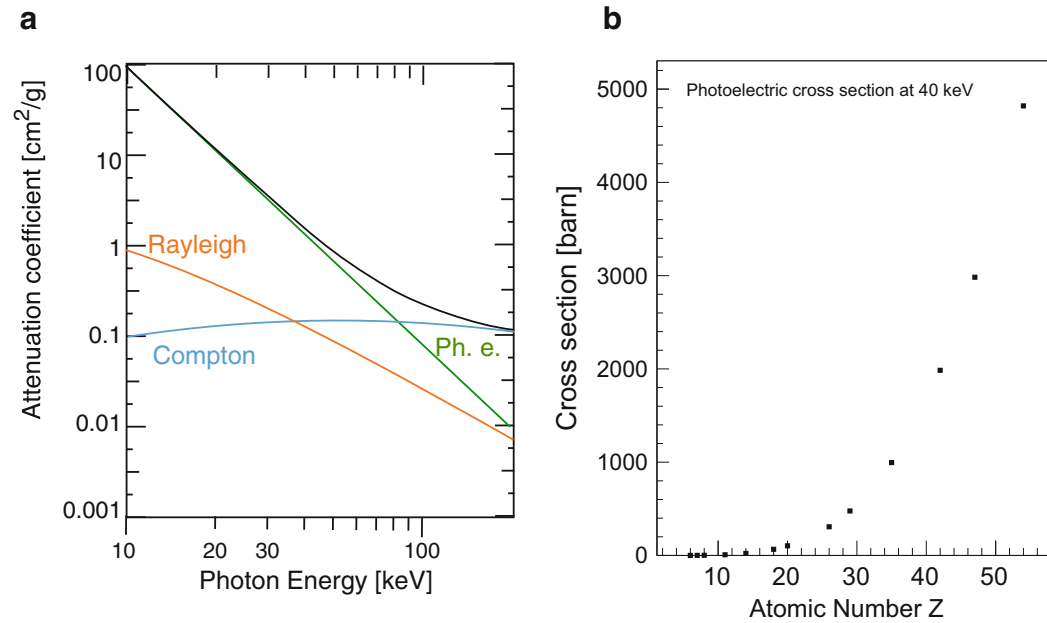 a
Attenuation coefficient [cm²/g]
100
10
1
0.1
0.01
0.001
Rayleigh
Compton
Ph. e.
10
20
30
100
Photon Energy [keV]
b
Photoelectric cross section at 40 keV
Cross section [barn]
5000
4000
3000
2000
1000
0
10
20
30
40
50
Atomic Number Z